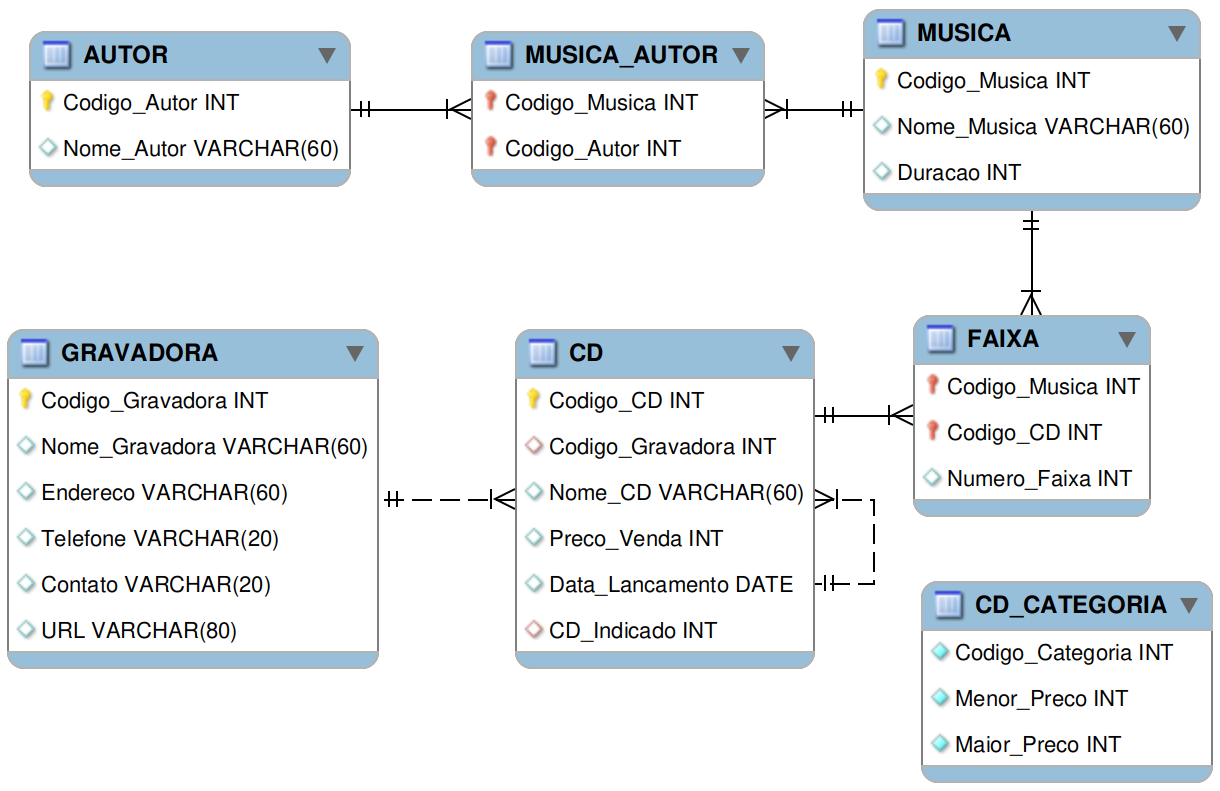 AUTOR
Codigo_Autor INT
Nome_Autor VARCHAR(60)
MUSICA_AUTOR
Codigo_Musica INT
Codigo_Autor INT
MUSICA
Codigo_Musica INT
Nome_Musica VARCHAR(60)
Duracao INT
GRAVADORA
Codigo_Gravadora INT
Nome_Gravadora VARCHAR(60)
Endereco VARCHAR(60)
Telefone VARCHAR(20)
Contato VARCHAR(20)
URL VARCHAR(80)
CD
Codigo_CD INT
Codigo_Gravadora INT
Nome_CD VARCHAR(60)
Preco_Venda INT
Data_Lancamento DATE
CD_Indicado INT
FAIXA
Codigo_Musica INT
Codigo_CD INT
Numero_Faixa INT
CD_CATEGORIA
Codigo_Categoria INT
Menor_Preco INT
Maior_Preco INT